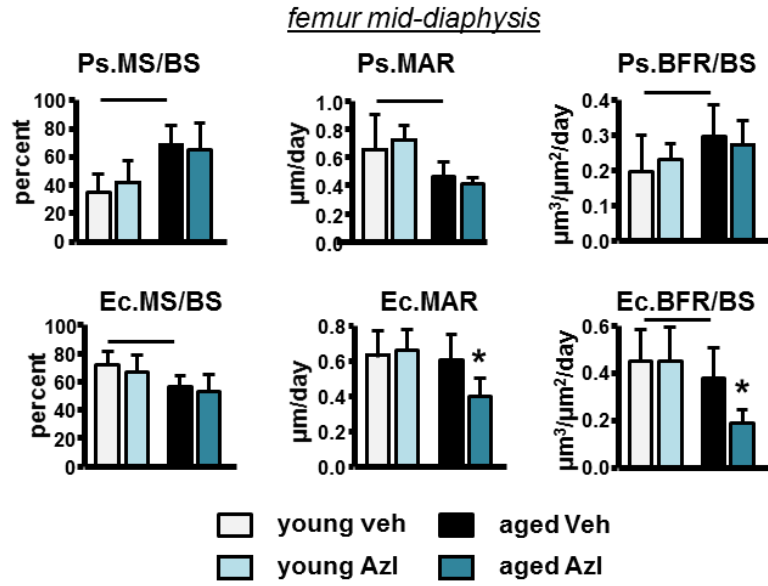 femur mid-diaphysis
Ps.MS/BS
Ps.MAR
Ps.BFR/BS
percent
100
80
60
40
20
0
µm/day
1.0
0.8
0.6
0.4
0.2
0.0
µm³/µm²/day
0.4
0.3
0.2
0.1
0.0
Ec.MS/BS
Ec.MAR
Ec.BFR/BS
percent
100
80
60
40
20
0
µm/day
0.8
0.6
0.4
0.2
0.0
*
µm³/µm²/day
0.6
0.4
0.2
0.0
*
young veh
aged Veh
young Azl
aged Azl